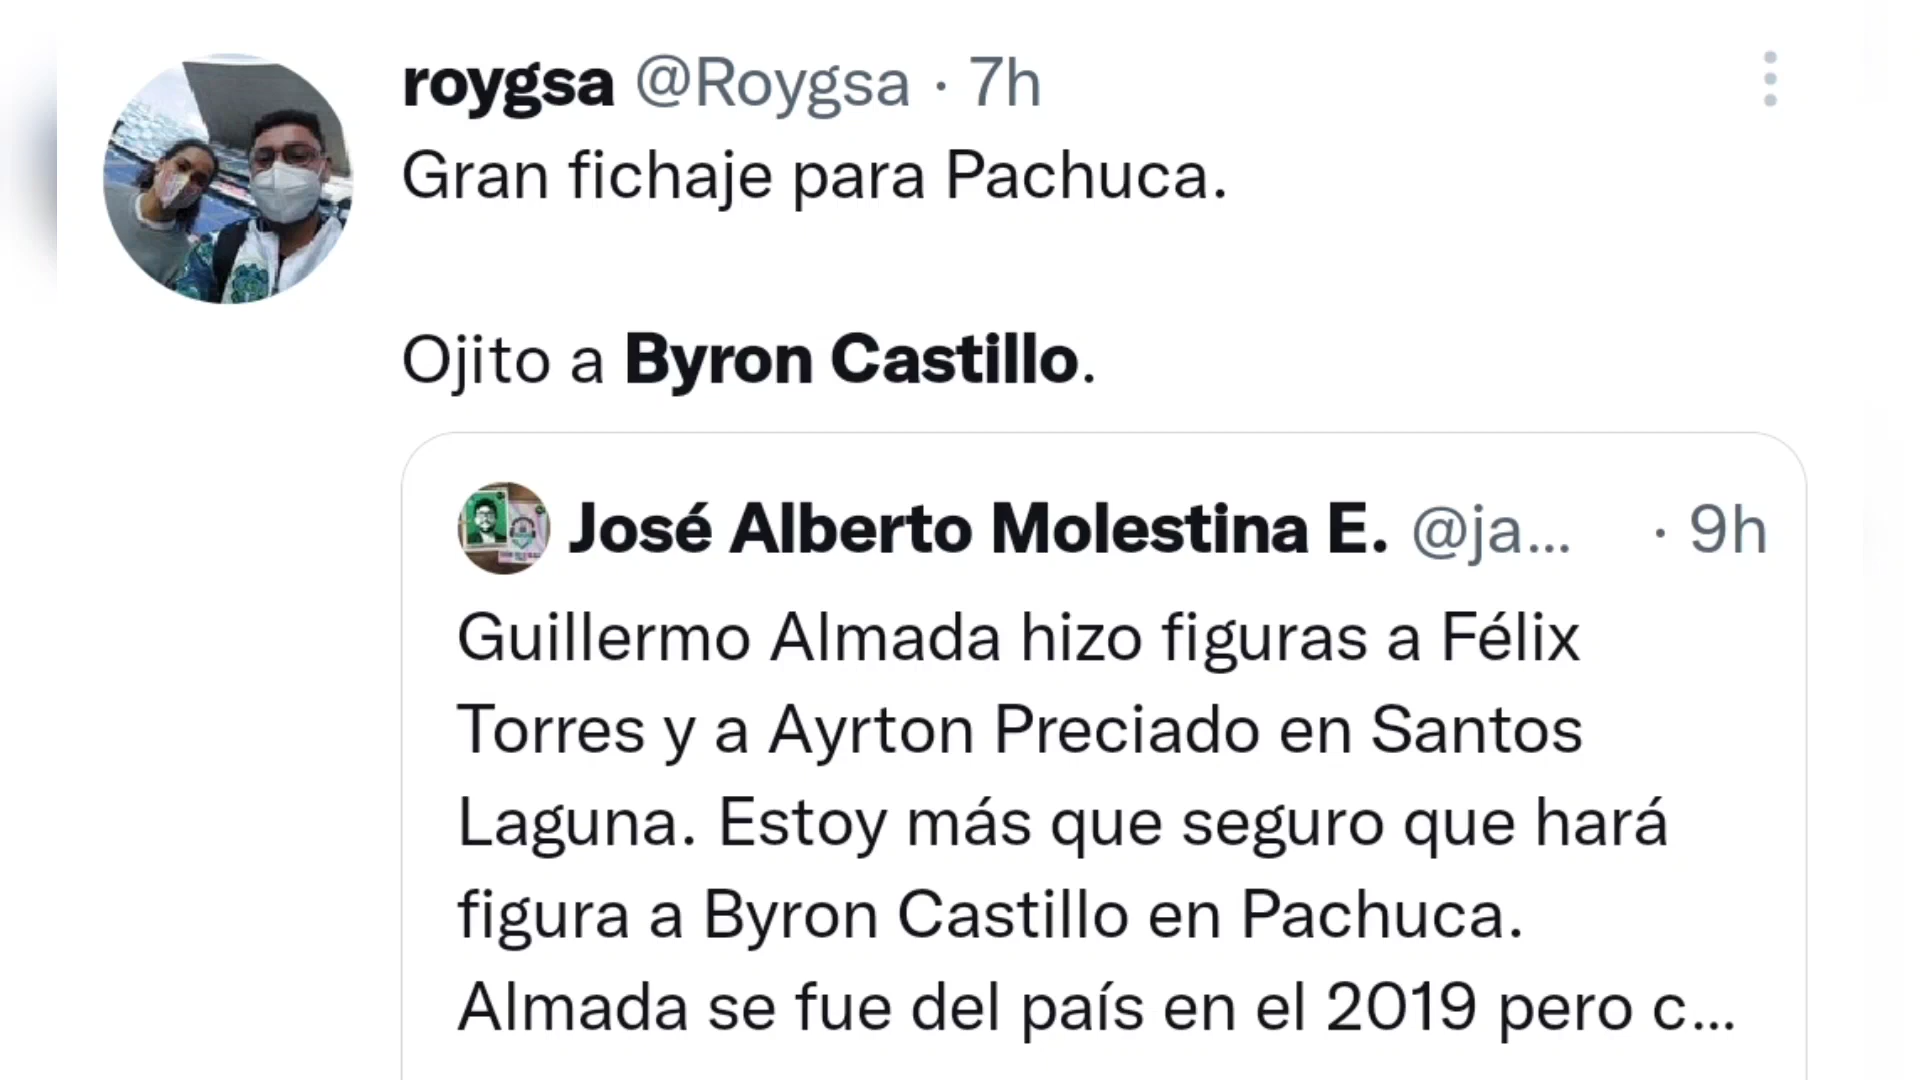 roygsa @Roygsa · 7h
Gran fichaje para Pachuca.
Ojito a Byron Castillo.
José Alberto Molestina E. @ja... · 9h
Guillermo Almada hizo figuras a Félix
Torres y a Ayrton Preciado en Santos
Laguna. Estoy más que seguro que hará
figura a Byron Castillo en Pachuca.
Almada se fue del país en el 2019 pero c...